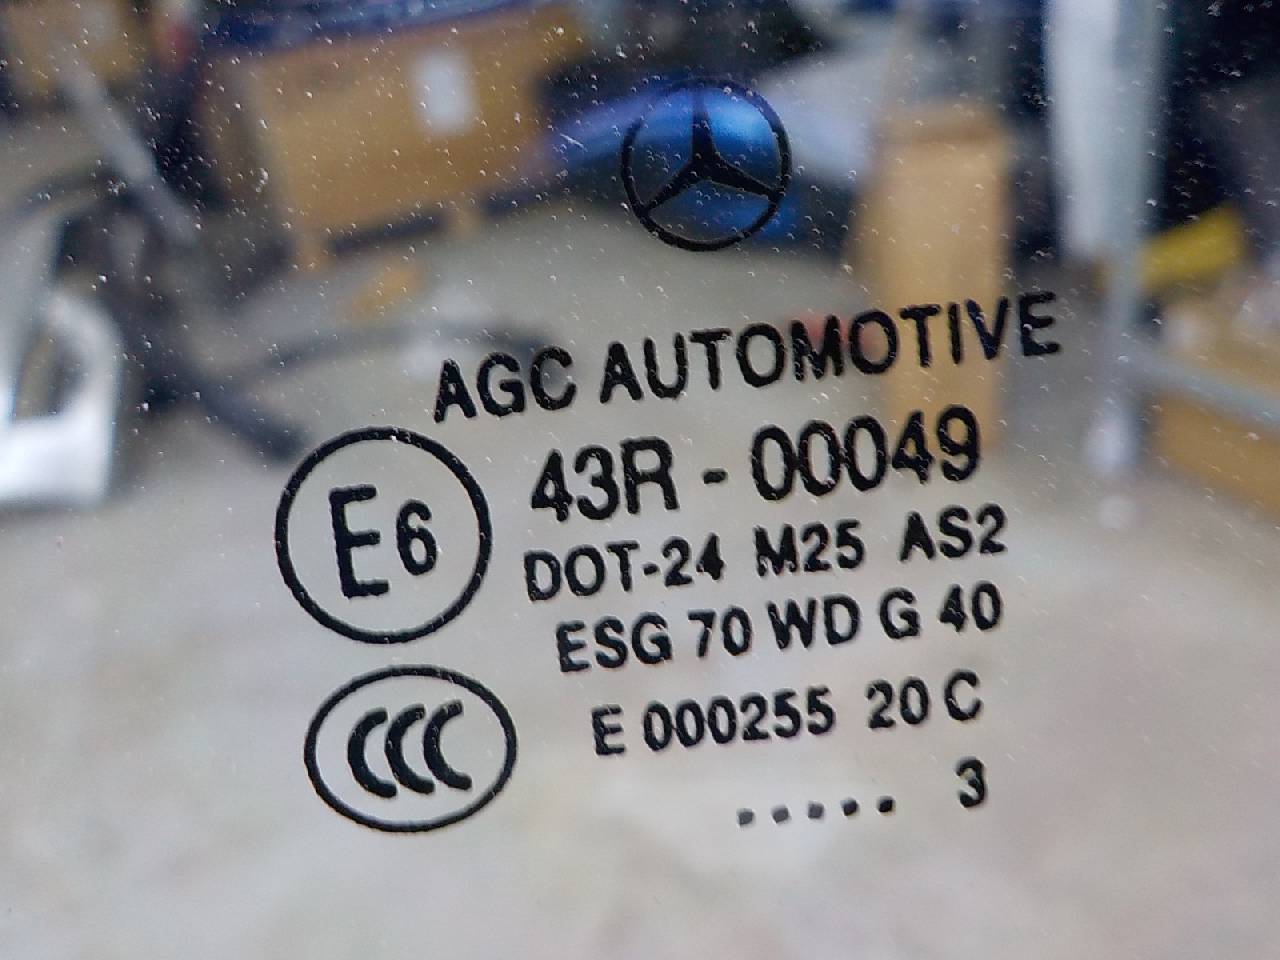 AGC AUTOMOTIVE
43R - 00049
E6
DOT-24 M25 AS2
ESG 70 WD G 40
E 000255 20 C
CCC
..... 3